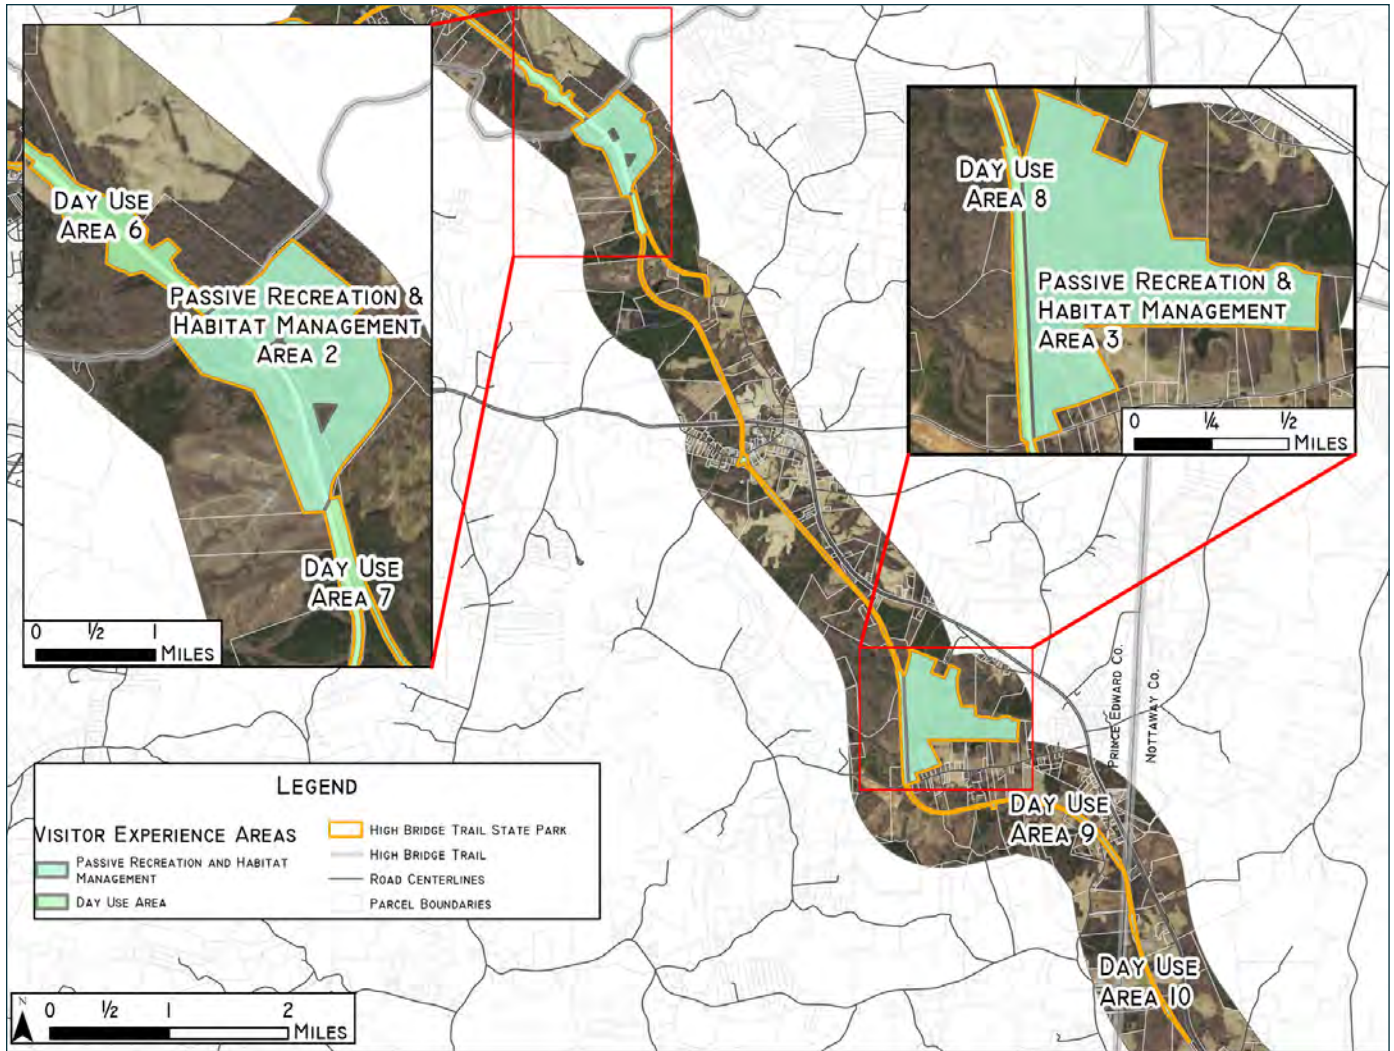 DAY USE
AREA 6
PASSIVE RECREATION &
HABITAT MANAGEMENT
AREA 2
DAY USE
AREA 7
0 ½ 1
MILES
DAY USE
AREA 8
PASSIVE RECREATION &
HABITAT MANAGEMENT
AREA 3
0 ¼ ½
MILES
PRINCE EDWARD CO.
NOTTAWAY CO.
DAY USE
AREA 9
DAY USE
AREA 10
LEGEND
VISITOR EXPERIENCE AREAS
PASSIVE RECREATION AND HABITAT
MANAGEMENT
DAY USE AREA
HIGH BRIDGE TRAIL STATE PARK
HIGH BRIDGE TRAIL
ROAD CENTERLINES
PARCEL BOUNDARIES
N
0 ½ 1 2
MILES